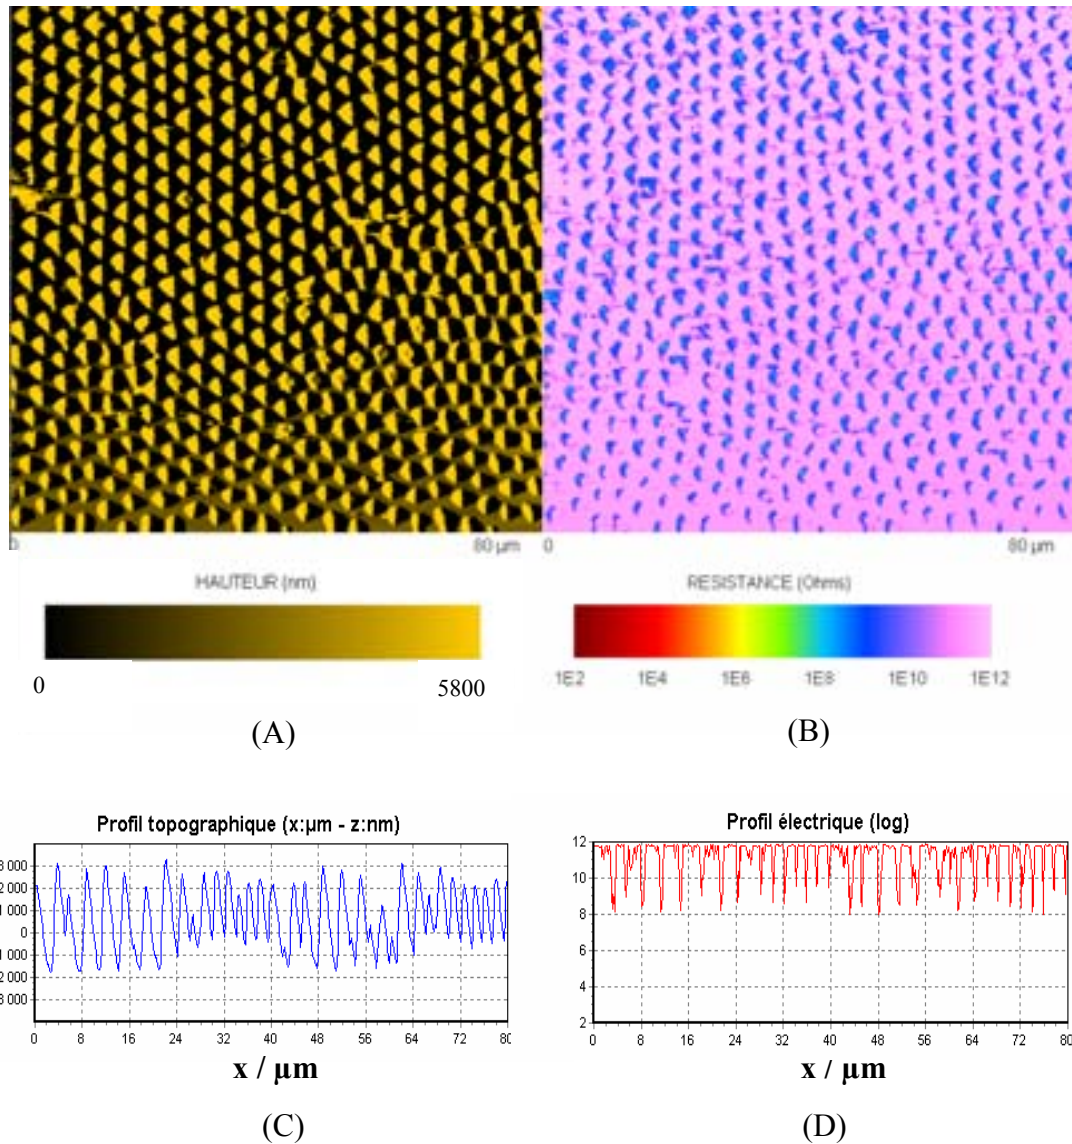 0 80 µm 0 80 µm
HAUTEUR (nm) RESISTANCE (Ohms)
0 5800
1E2 1E4 1E6 1E8 1E10 1E12
(A) (B)
Profil topographique (x:µm - z:nm)
3 000
2 000
1 000
0
1 000
2 000
3 000
0 8 16 24 32 40 48 56 64 72 80
x / µm
(C)
Profil électrique (log)
12
10
8
6
4
2
0 8 16 24 32 40 48 56 64 72 80
x / µm
(D)